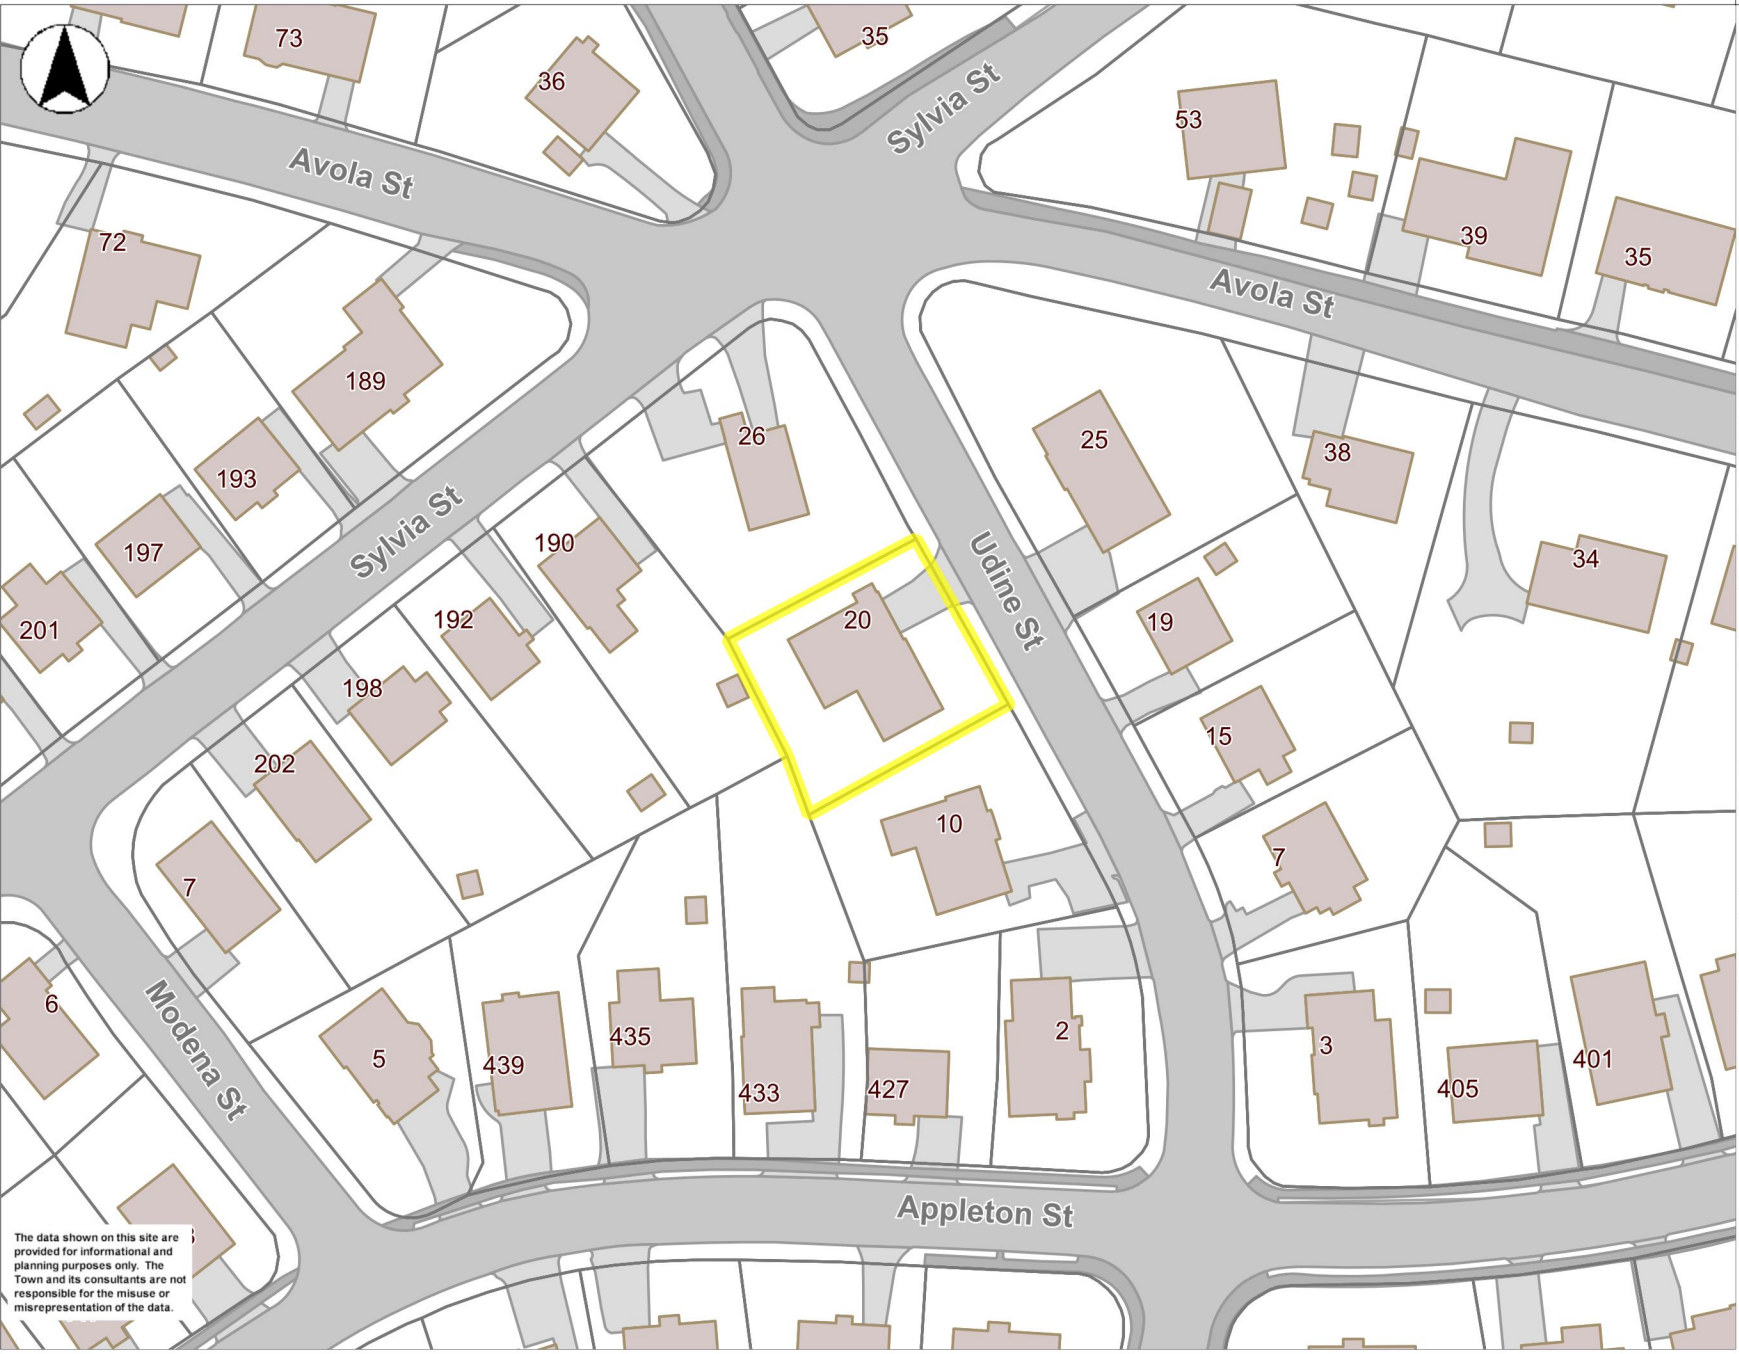 73
36
35
Sylvia St
53
39
35
Avola St
72
Avola St
189
26
25
38
193
Sylvia St
190
197
34
Udine St
20
19
192
201
198
15
202
10
7
7
6
Modena St
5
439
435
433
427
2
3
405
401
Appleton St
The data shown on this site are
provided for informational and
planning purposes only. The
Town and its consultants are not
responsible for the misuse or
misrepresentation of the data.